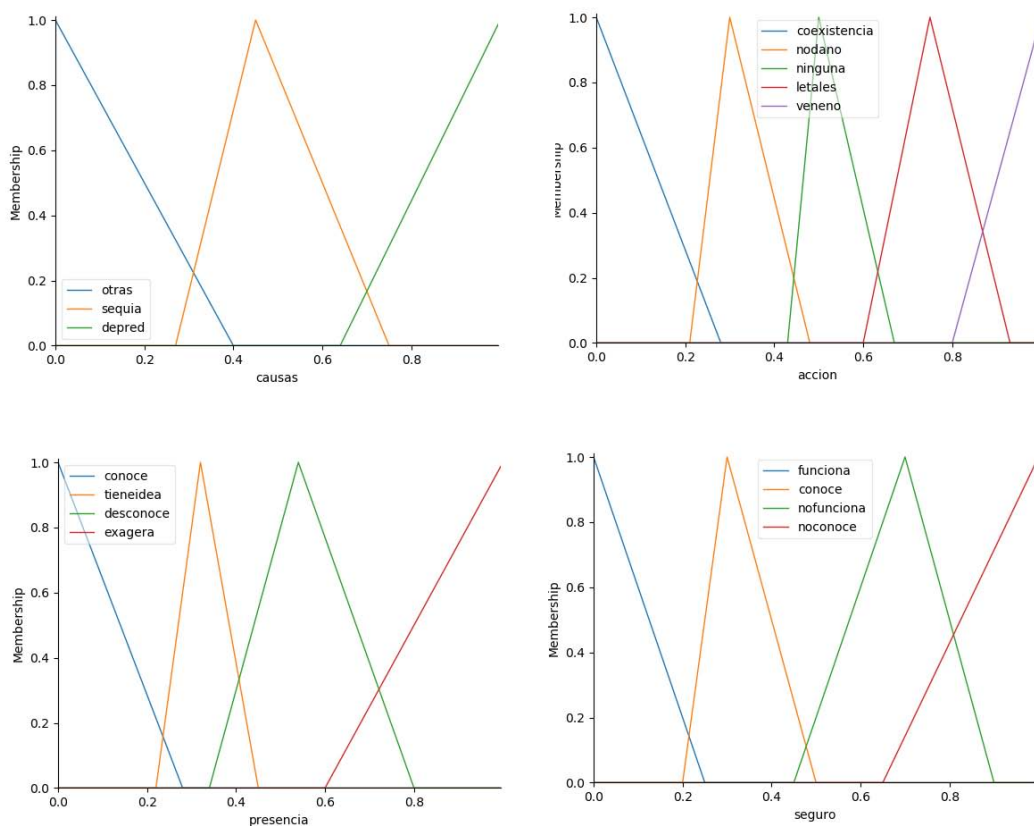 1.0
0.8
0.6
0.4
0.2
0.0
Membership
otras
sequia
depred
0.0 0.2 0.4 0.6 0.8
causas
1.0
0.8
0.6
0.4
0.2
0.0
Membership
coexistencia
nodano
ninguna
letales
veneno
0.0 0.2 0.4 0.6 0.8
accion
1.0
0.8
0.6
0.4
0.2
0.0
Membership
conoce
tieneidea
desconoce
exagera
0.0 0.2 0.4 0.6 0.8
presencia
1.0
0.8
0.6
0.4
0.2
0.0
Membership
funciona
conoce
nofunciona
noconoce
0.0 0.2 0.4 0.6 0.8
seguro